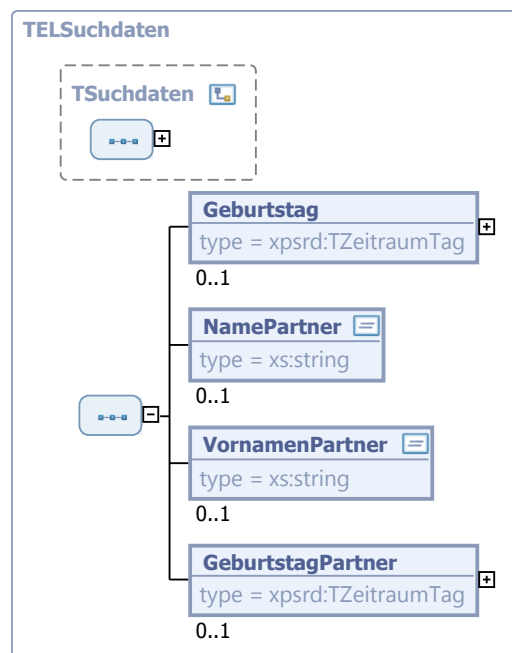 TELSuchdaten
TSuchdaten
Geburtstag
type = xpsrd:TZeitraumTag
0..1
NamePartner
type = xs:string
0..1
VornamenPartner
type = xs:string
0..1
GeburtstagPartner
type = xpsrd:TZeitraumTag
0..1